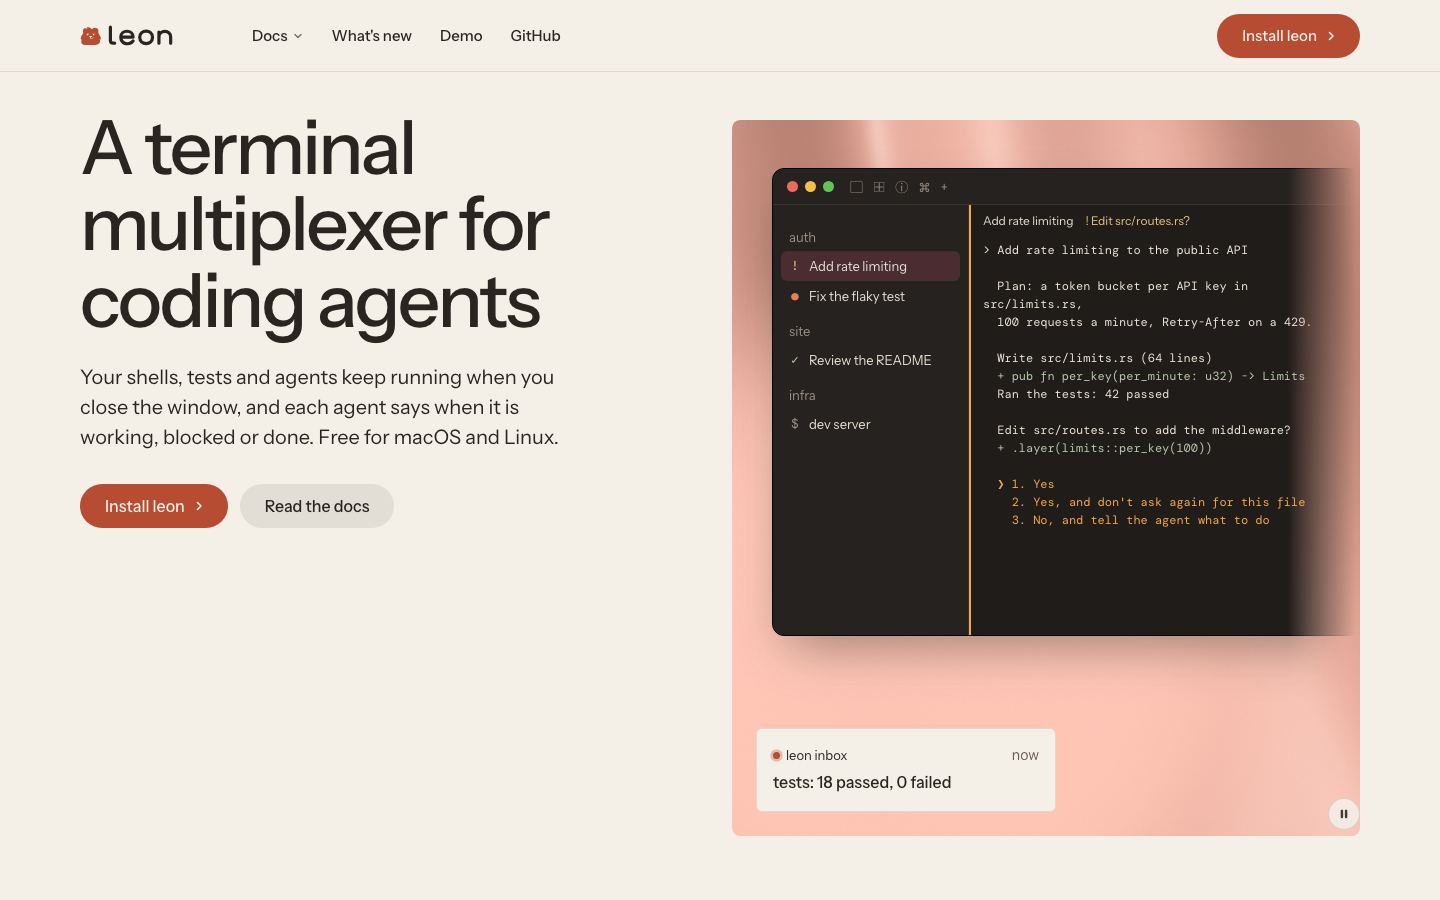 leon
Docs
What's new
Demo
GitHub
Install leon
A terminal
multiplexer for
coding agents
Your shells, tests and agents keep running when you
close the window, and each agent says when it is
working, blocked or done. Free for macOS and Linux.
Install leon
Read the docs
auth
! Add rate limiting
Fix the flaky test
site
✓ Review the README
infra
$ dev server
Add rate limiting ! Edit src/routes.rs?
› Add rate limiting to the public API
Plan: a token bucket per API key in
src/limits.rs,
100 requests a minute, Retry-After on a 429.
Write src/limits.rs (64 lines)
+ pub fn per_key(per_minute: u32) -> Limits
Ran the tests: 42 passed
Edit src/routes.rs to add the middleware?
+ .layer(limits::per_key(100))
❯ 1. Yes
2. Yes, and don't ask again for this file
3. No, and tell the agent what to do
leon inbox now
tests: 18 passed, 0 failed